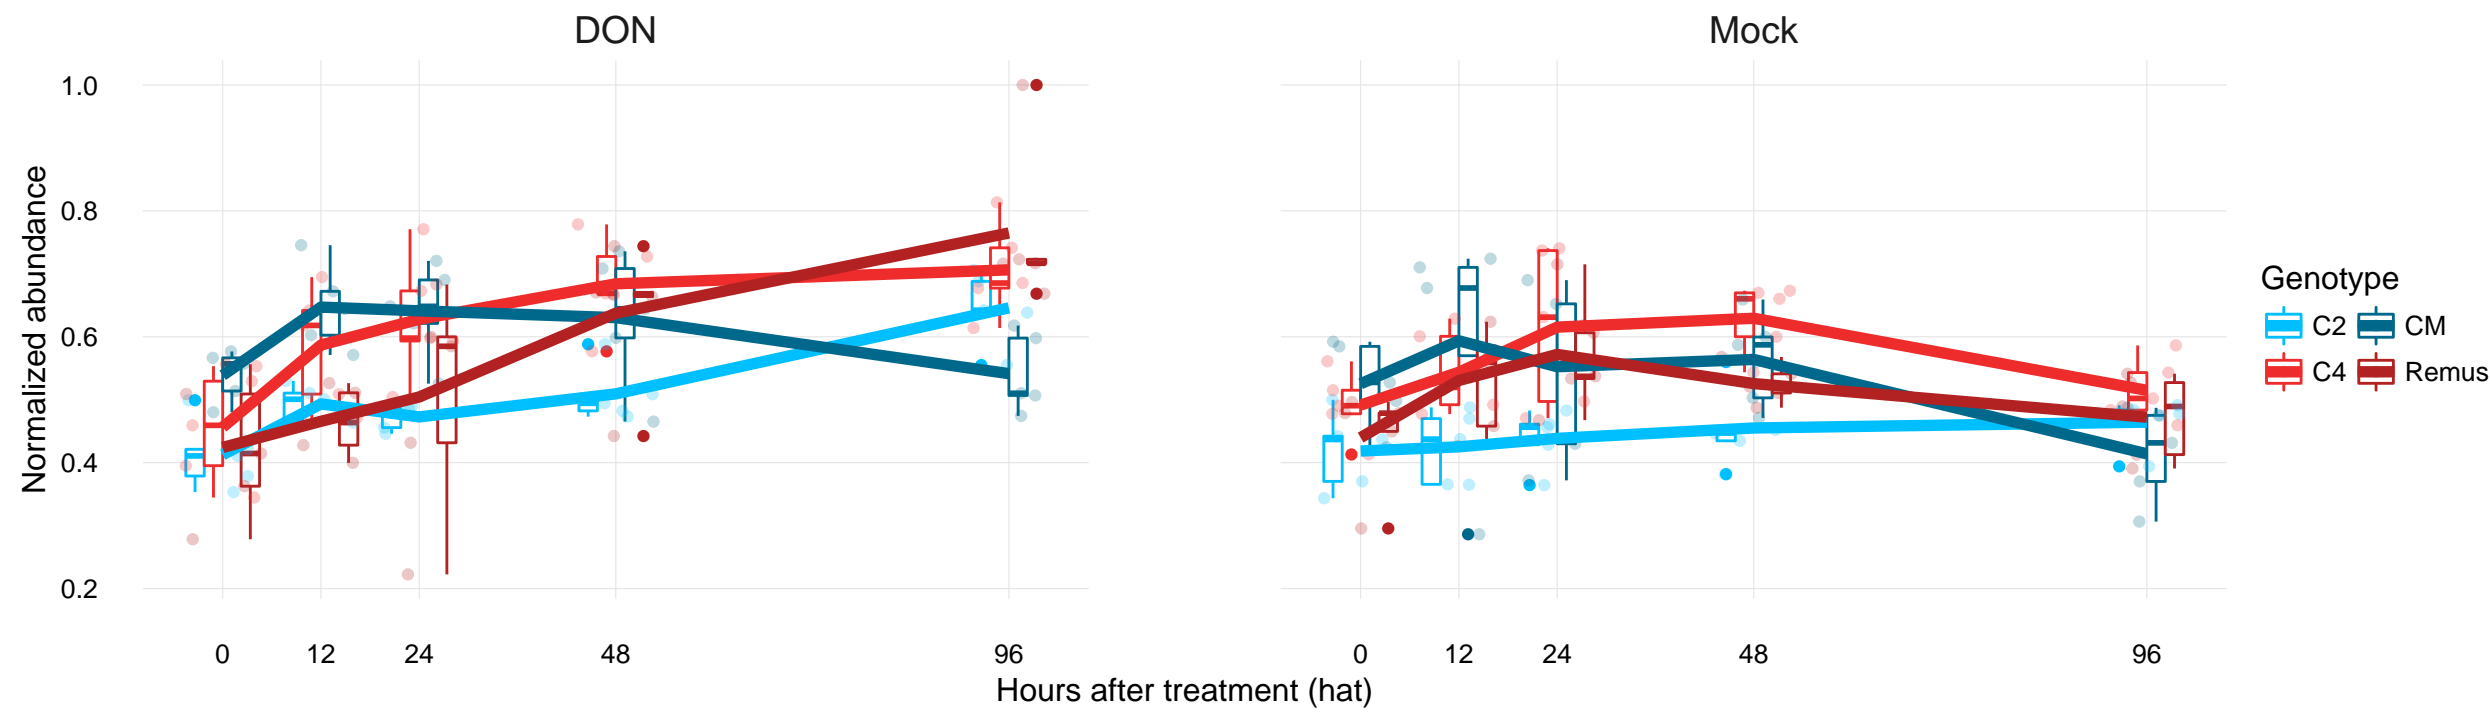 DON
Mock
Normalized abundance
1.0
0.8
0.6
0.4
0.2
0 12 24 48 96
0 12 24 48 96
Hours after treatment (hat)
Genotype
C2 CM
C4 Remus